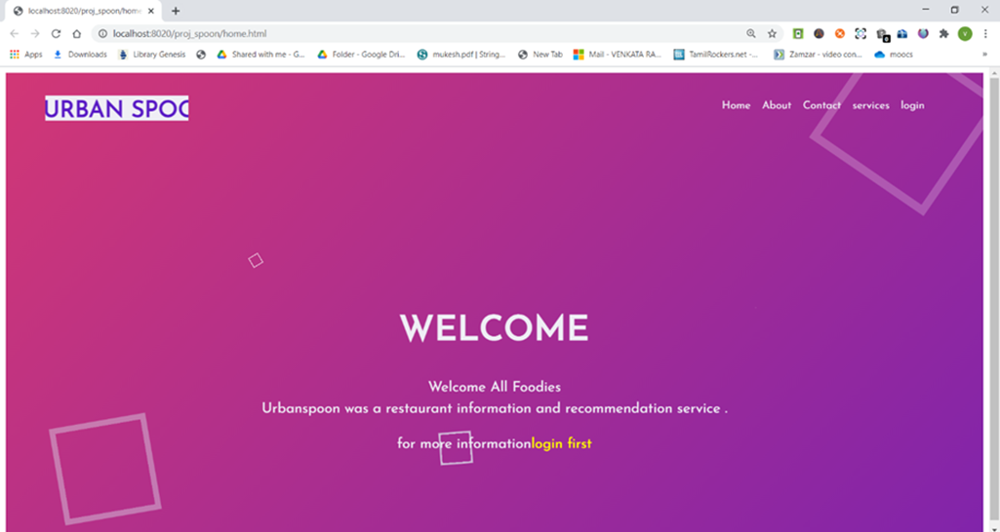 localhost:8020/proj_spoon/home
localhost:8020/proj_spoon/home.html
Apps Downloads Library Genesis Shared with me - G... Folder - Google Dri... mukesh.pdf | String... New Tab Mail - VENKATA RA... TamilRockers.net -... Zamzar - video con... moocs »
URBAN SPOC
Home About Contact services login
WELCOME
Welcome All Foodies
Urbanspoon was a restaurant information and recommendation service .
for more informationlogin first